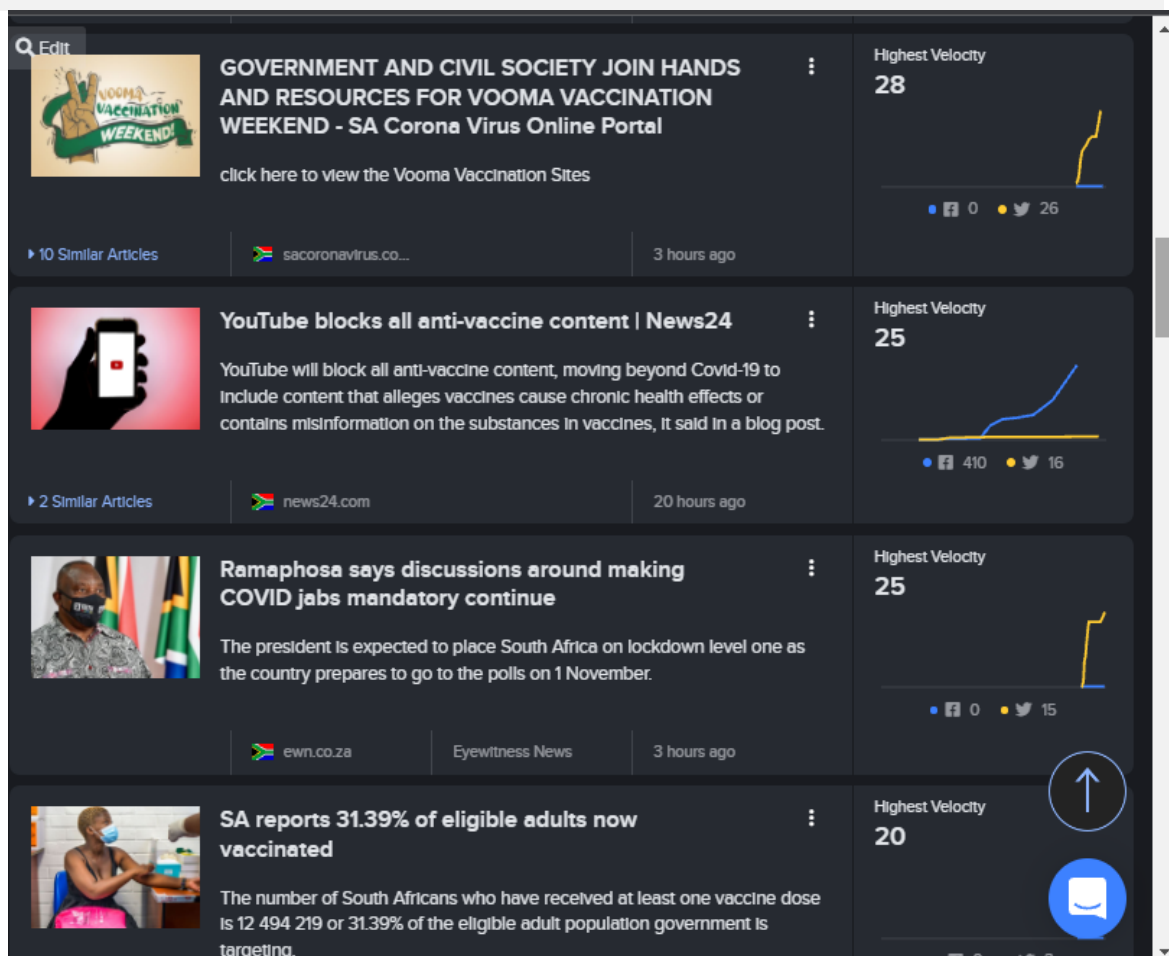 Edit
VOOMA
VACCINATION
WEEKEND!
GOVERNMENT AND CIVIL SOCIETY JOIN HANDS
AND RESOURCES FOR VOOMA VACCINATION
WEEKEND - SA Corona Virus Online Portal
click here to view the Vooma Vaccination Sites
10 Similar Articles
sacoronavirus.co...
3 hours ago
Highest Velocity
28
0
26
YouTube blocks all anti-vaccine content | News24
YouTube will block all anti-vaccine content, moving beyond Covid-19 to
include content that alleges vaccines cause chronic health effects or
contains misinformation on the substances in vaccines, it said in a blog post.
2 Similar Articles
news24.com
20 hours ago
Highest Velocity
25
410
16
EWN
Ramaphosa says discussions around making
COVID jabs mandatory continue
The president is expected to place South Africa on lockdown level one as
the country prepares to go to the polls on 1 November.
ewn.co.za
Eyewitness News
3 hours ago
Highest Velocity
25
0
15
SA reports 31.39% of eligible adults now
vaccinated
The number of South Africans who have received at least one vaccine dose
is 12 494 219 or 31.39% of the eligible adult population government is
targeting.
Highest Velocity
20